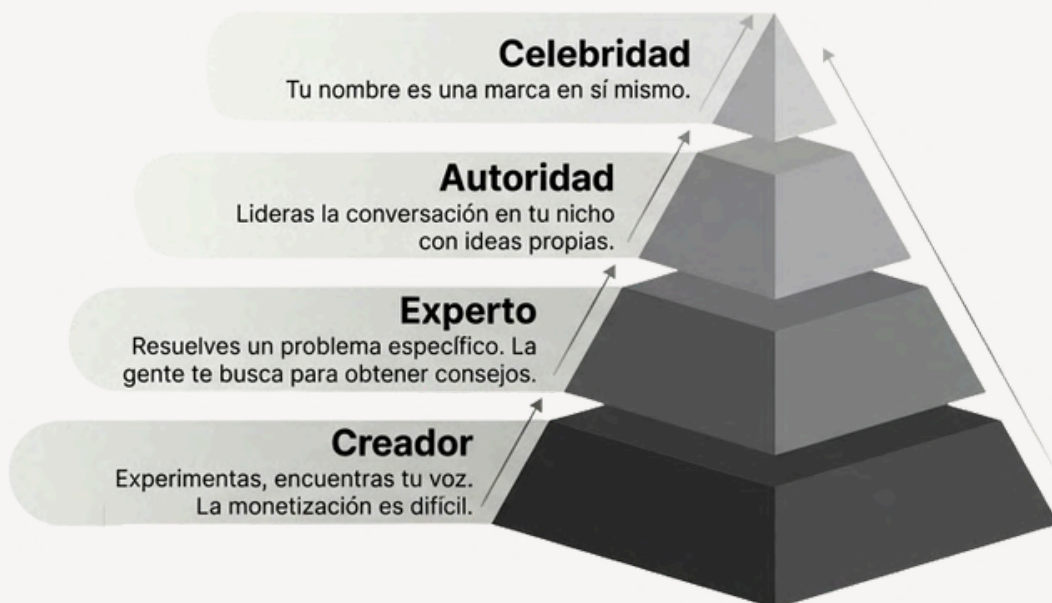 Celebridad
Tu nombre es una marca en sí mismo.
Autoridad
Lideras la conversación en tu nicho
con ideas propias.
Experto
Resuelves un problema específico. La
gente te busca para obtener consejos.
Creador
Experimentas, encuentras tu voz.
La monetización es difícil.